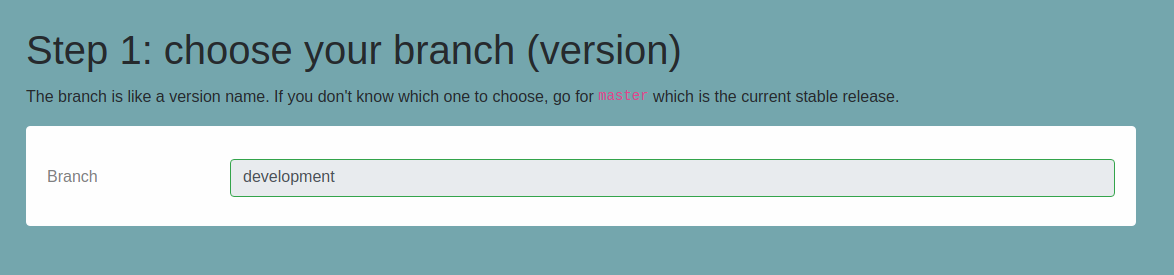 Step 1: choose your branch (version)
The branch is like a version name. If you don't know which one to choose, go for master which is the current stable release.
Branch
development